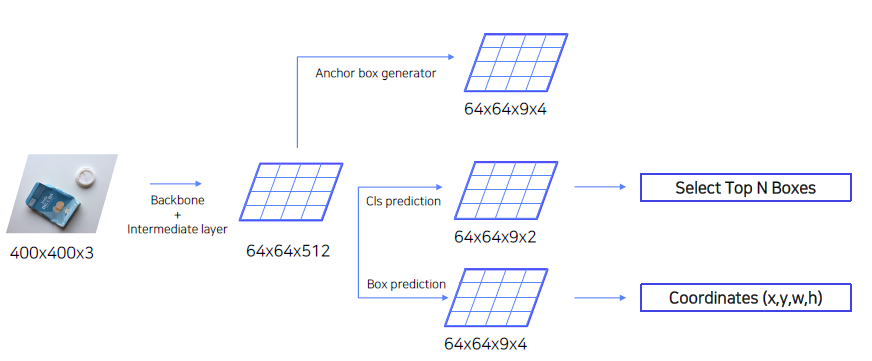 Anchor box generator
64x64x9x4
400x400x3
Backbone
+
Intermediate layer
64x64x512
Cls prediction
64x64x9x2
Select Top N Boxes
Box prediction
64x64x9x4
Coordinates (x,y,w,h)